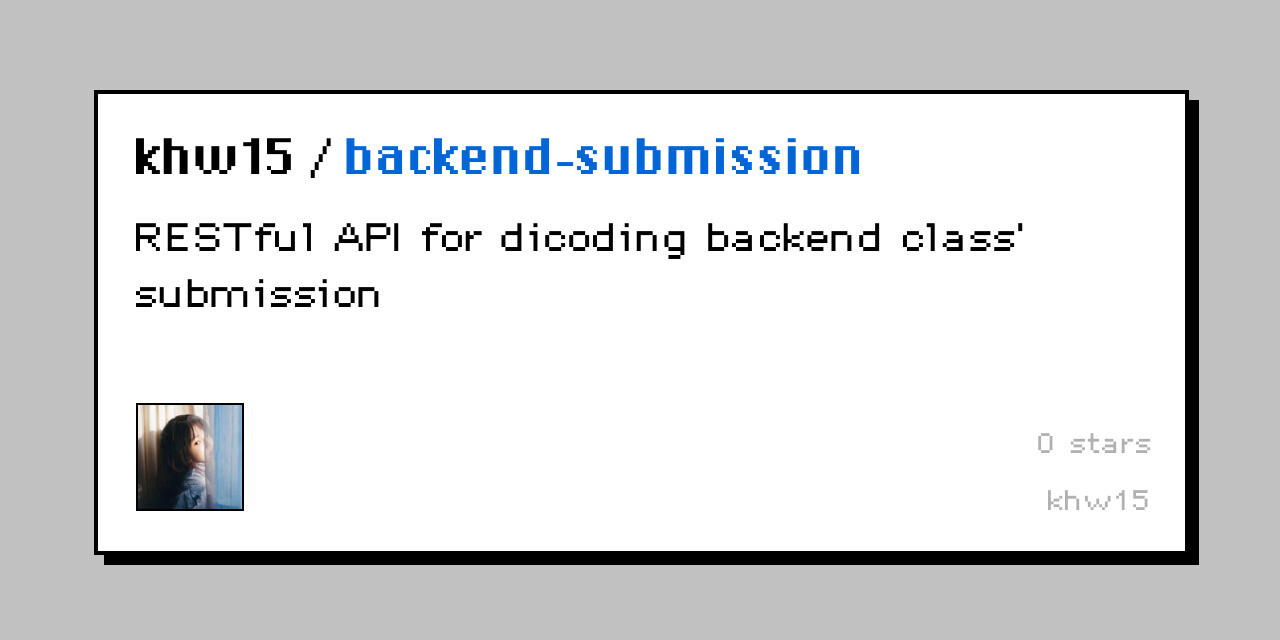 khw15 / backend-submission
RESTful API for dicoding backend class'
submission
0 stars
khw15